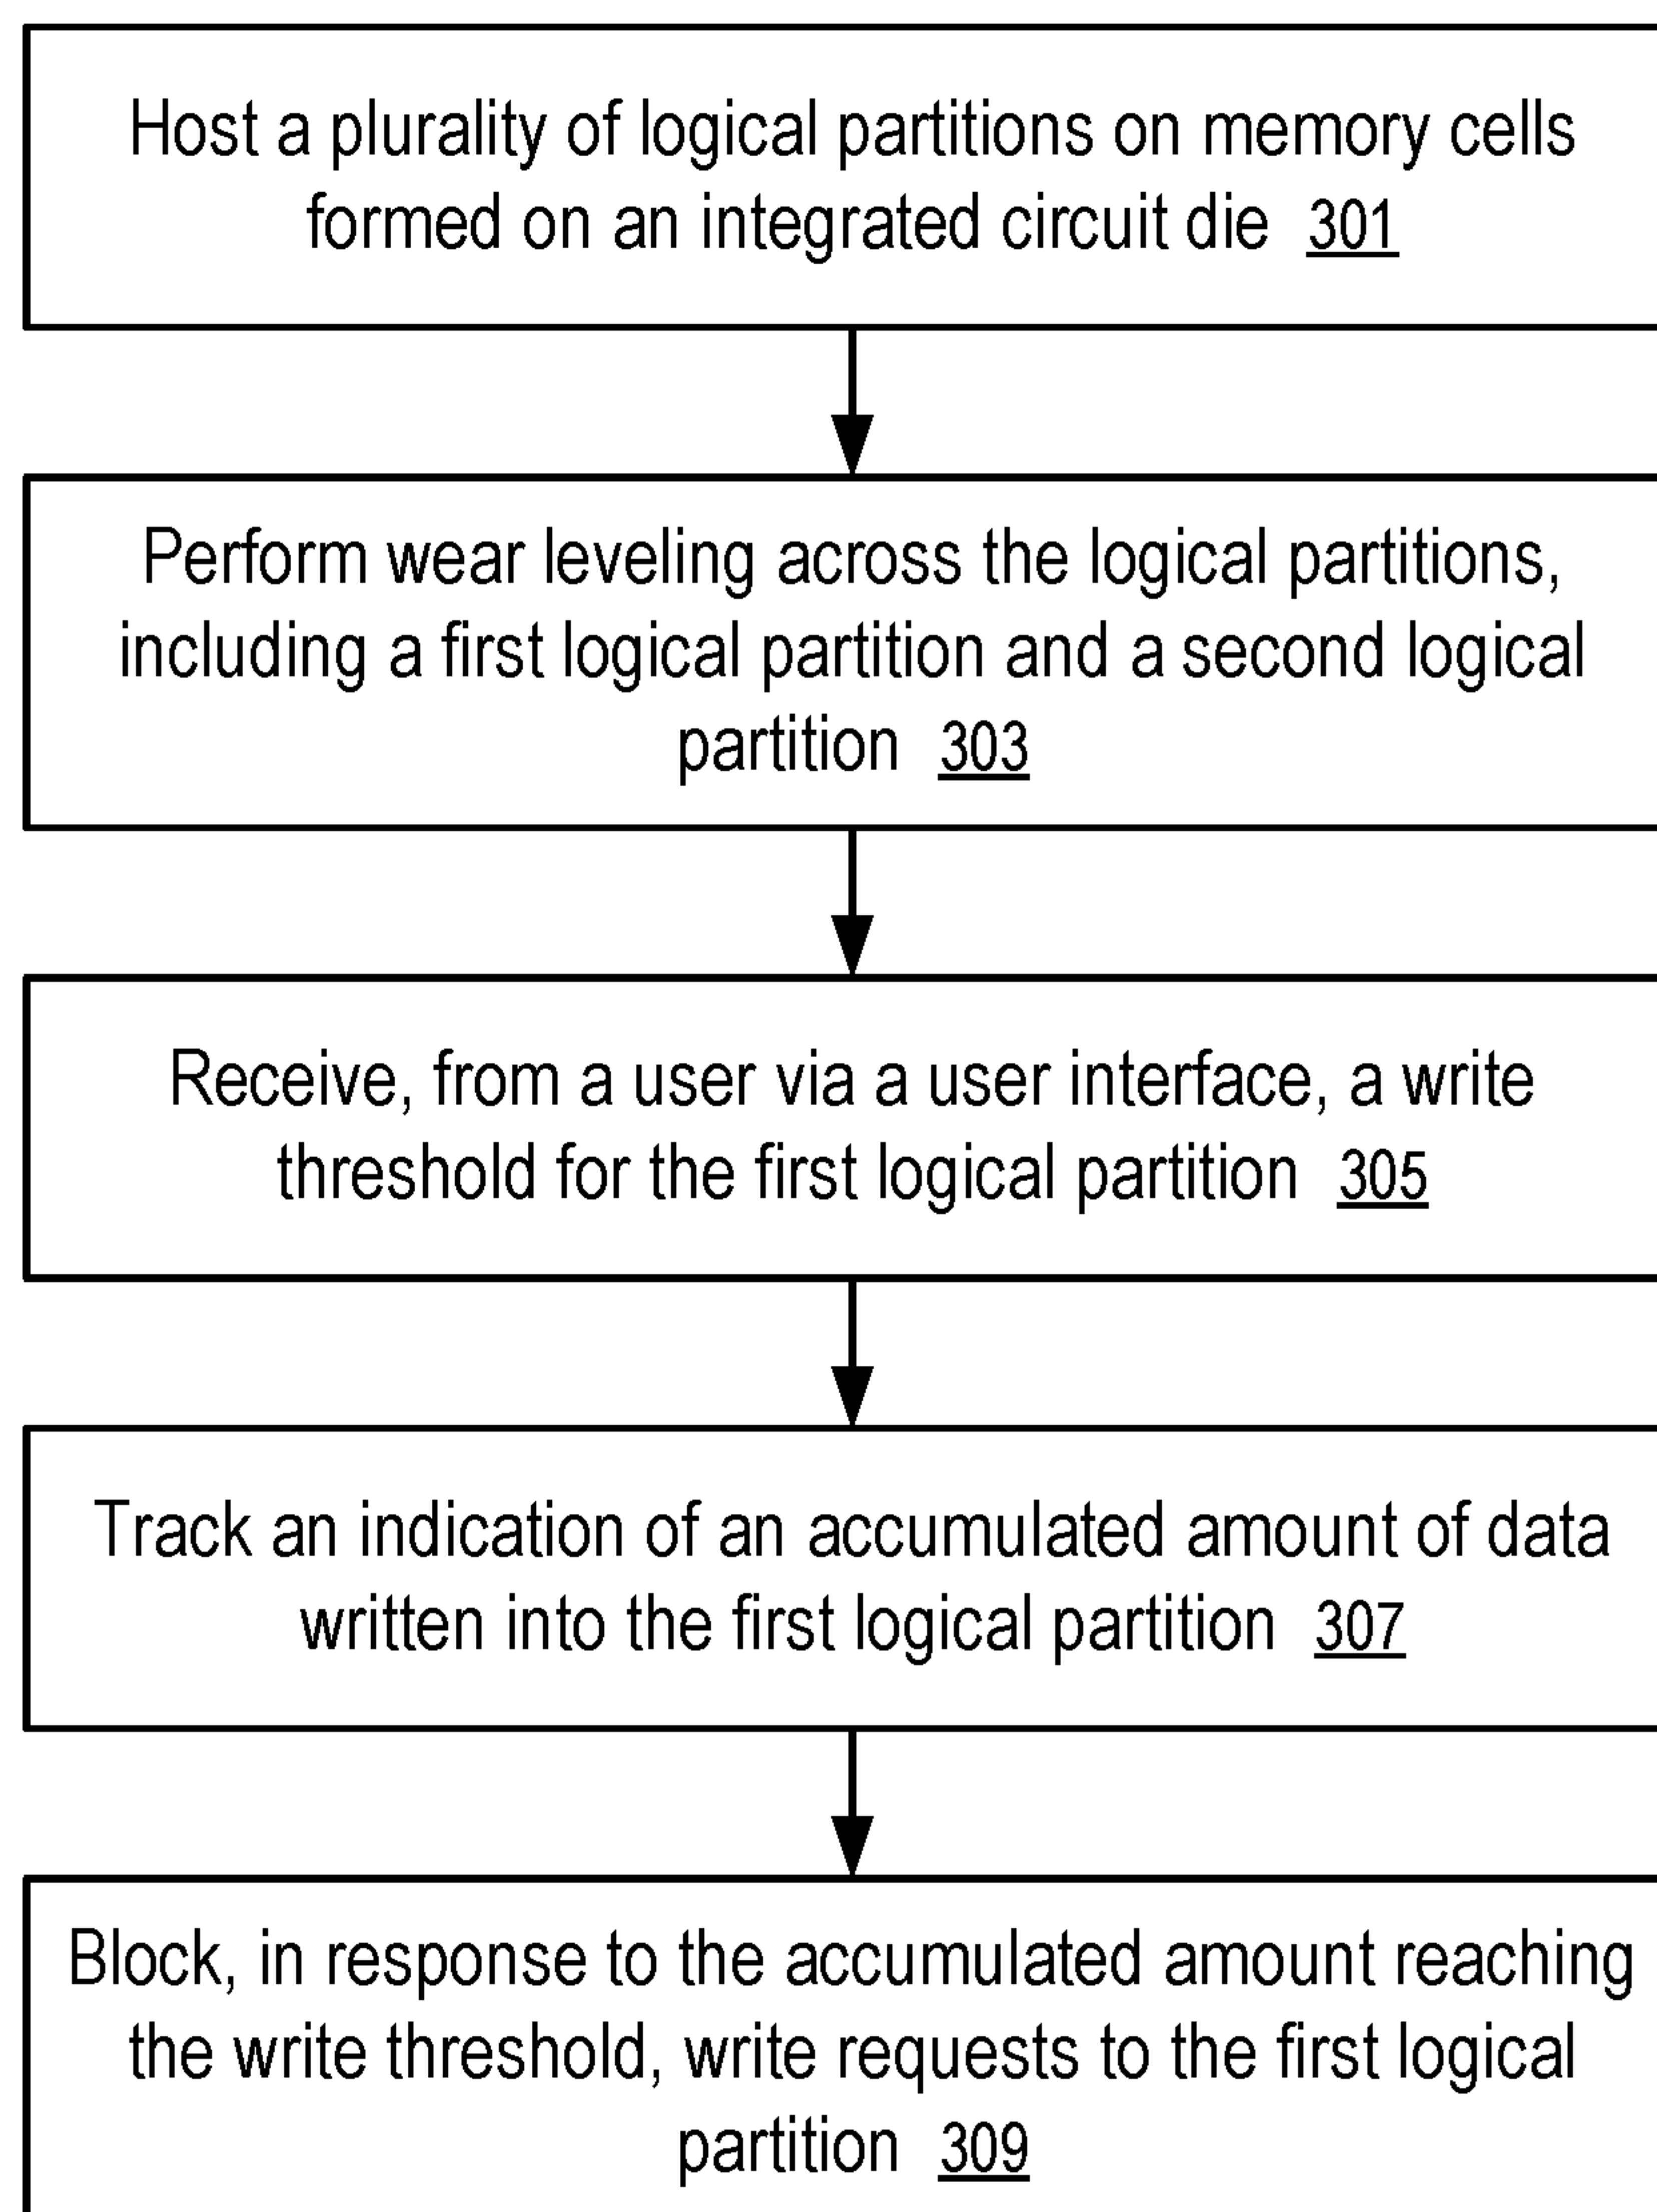 Host a plurality of logical partitions on memory cells
formed on an integrated circuit die 301
Perform wear leveling across the logical partitions,
including a first logical partition and a second logical
partition 303
Receive, from a user via a user interface, a write
threshold for the first logical partition 305
Track an indication of an accumulated amount of data
written into the first logical partition 307
Block, in response to the accumulated amount reaching
the write threshold, write requests to the first logical
partition 309